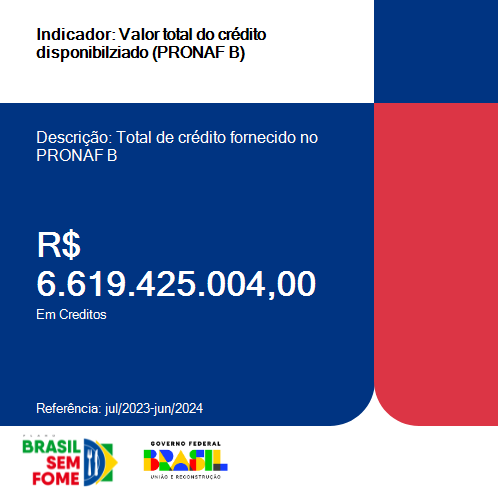 Indicador: Valor total do crédito
disponibilziado (PRONAF B)
Descrição: Total de crédito fornecido no
PRONAF B
R$
6.619.425.004,00
Em Creditos
Referência: jul/2023-jun/2024
PLANO
BRASIL
SEM
FOME
GOVERNO FEDERAL
BRASIL
UNIÃO E RECONSTRUÇÃO